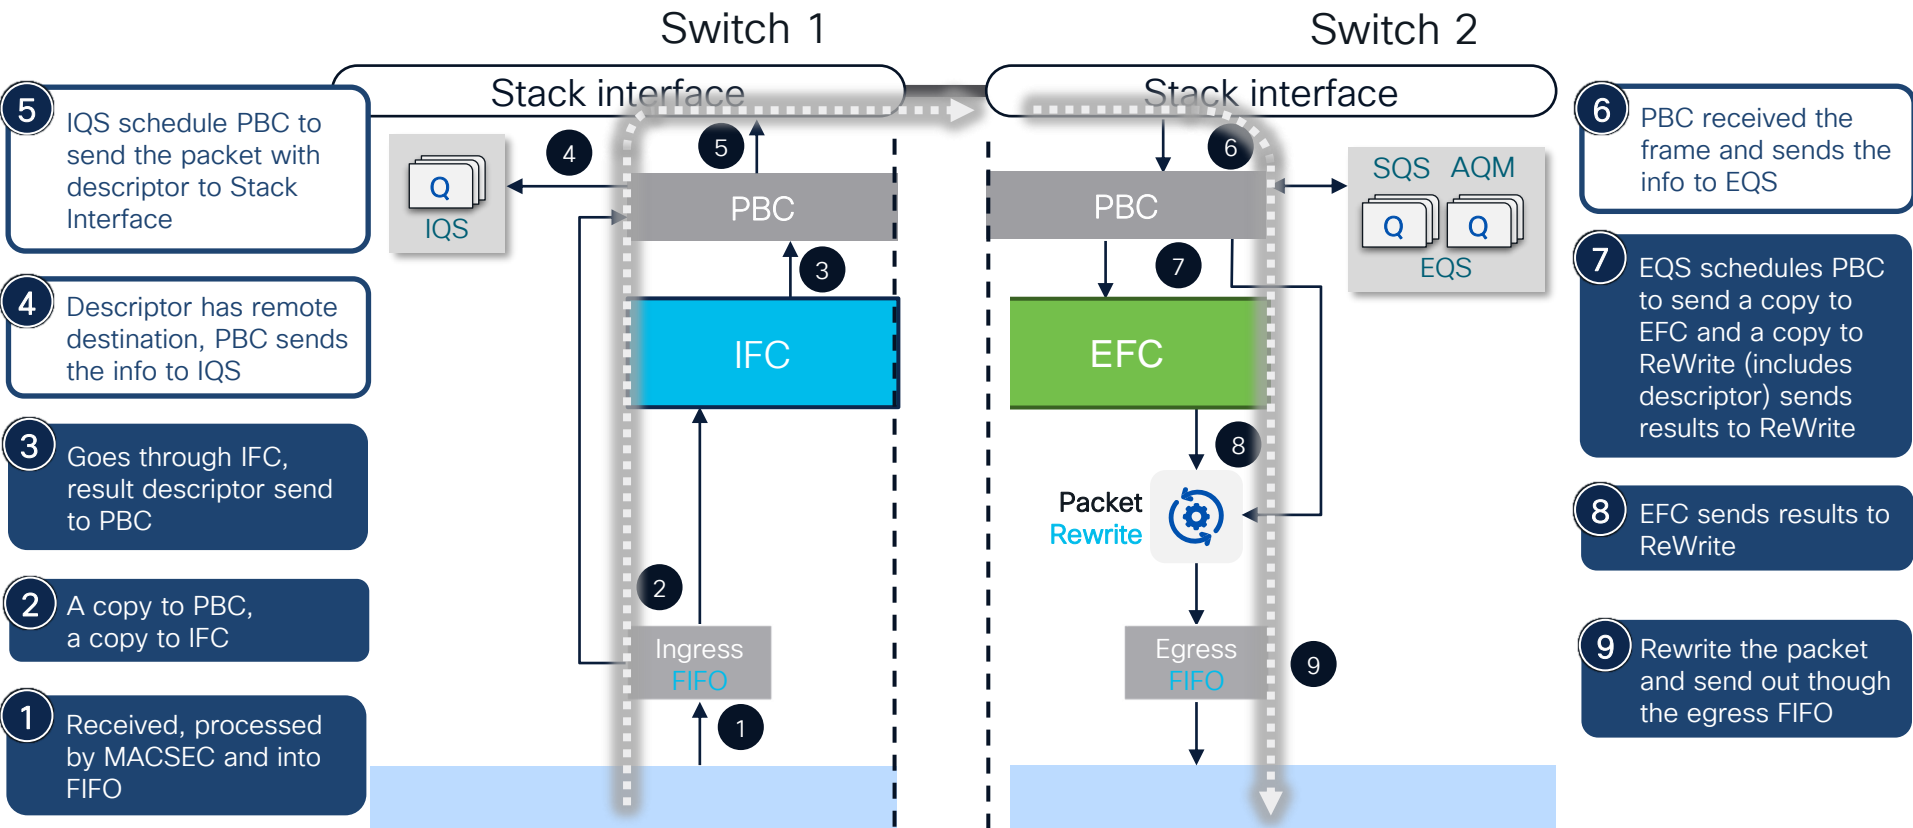 Switch 1
Switch 2
Stack interface
Stack interface
5
IQS schedule PBC to
send the packet with
descriptor to Stack
Interface
4
Descriptor has remote
destination, PBC sends
the info to IQS
3
Goes through IFC,
result descriptor send
to PBC
2
A copy to PBC,
a copy to IFC
1
Received, processed
by MACSEC and into
FIFO
Q
IQS
4
5
PBC
3
IFC
2
Ingress
FIFO
1
6
PBC
SQS AQM
Q Q
EQS
7
EFC
8
Packet
Rewrite
Egress
FIFO
9
6
PBC received the
frame and sends the
info to EQS
7
EQS schedules PBC
to send a copy to
EFC and a copy to
ReWrite (includes
descriptor) sends
results to ReWrite
8
EFC sends results to
ReWrite
9
Rewrite the packet
and send out though
the egress FIFO